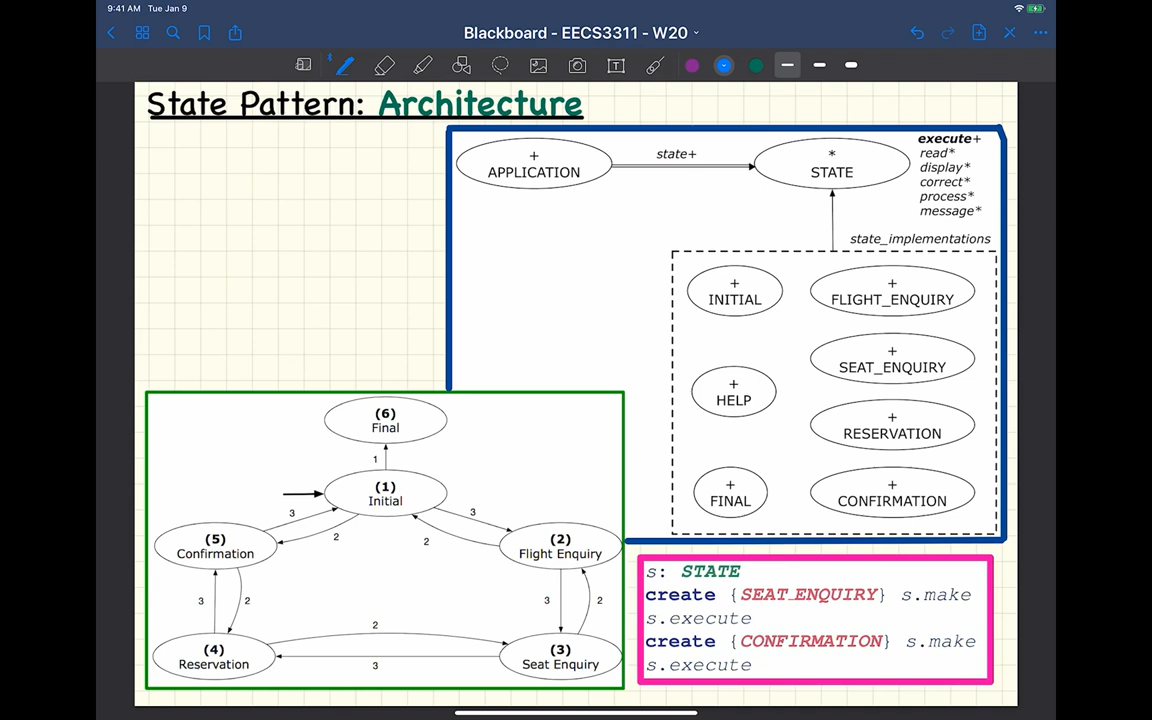 9:41 AM Tue Jan 9
Blackboard - EECS3311 - W20
State Pattern: Architecture
+
APPLICATION
state+
*
STATE
execute+
read*
display*
correct*
process*
message*
state_implementations
+
INITIAL
+
FLIGHT_ENQUIRY
+
SEAT_ENQUIRY
+
HELP
+
RESERVATION
+
FINAL
+
CONFIRMATION
(6)
Final
1
(1)
Initial
3
2
2
3
(5)
Confirmation
(2)
Flight Enquiry
3
2
3
2
(4)
Reservation
2
3
(3)
Seat Enquiry
s: STATE
create {SEAT_ENQUIRY} s.make
s.execute
create {CONFIRMATION} s.make
s.execute